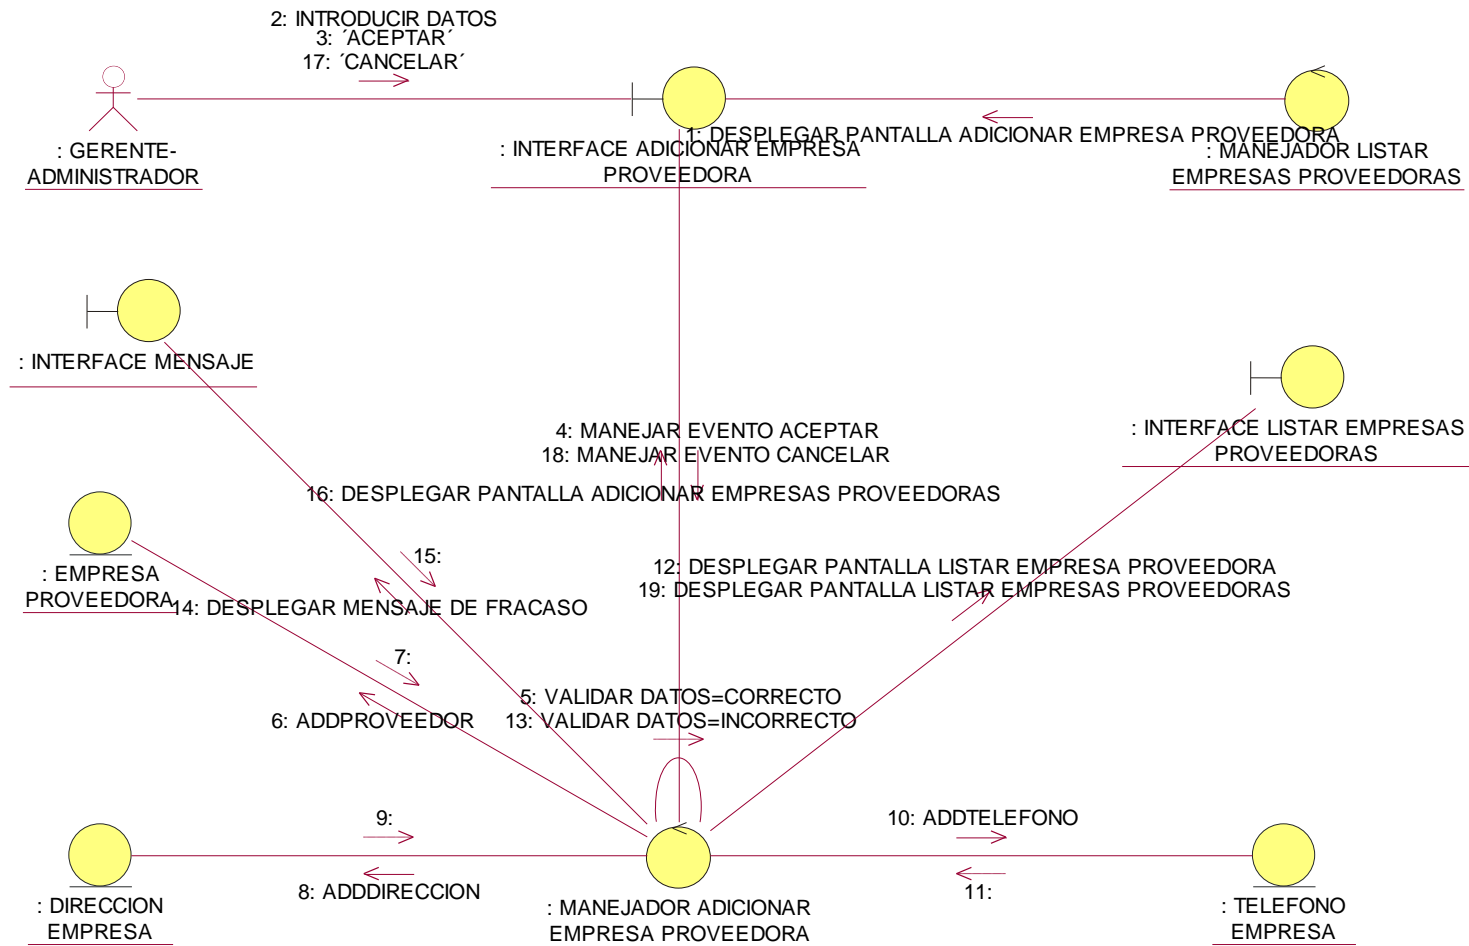 2: INTRODUCIR DATOS
3: ´ACEPTAR´
17: ´CANCELAR´
1: DESPLEGAR PANTALLA ADICIONAR EMPRESA PROVEEDORA
: GERENTE-
ADMINISTRADOR
: INTERFACE ADICIONAR EMPRESA
PROVEEDORA
: MANEJADOR LISTAR
EMPRESAS PROVEEDORAS
: INTERFACE MENSAJE
: INTERFACE LISTAR EMPRESAS
PROVEEDORAS
4: MANEJAR EVENTO ACEPTAR
18: MANEJAR EVENTO CANCELAR
16: DESPLEGAR PANTALLA ADICIONAR EMPRESAS PROVEEDORAS
15:
12: DESPLEGAR PANTALLA LISTAR EMPRESA PROVEEDORA
19: DESPLEGAR PANTALLA LISTAR EMPRESAS PROVEEDORAS
: EMPRESA
PROVEEDORA
14: DESPLEGAR MENSAJE DE FRACASO
7:
6: ADDPROVEEDOR
5: VALIDAR DATOS=CORRECTO
13: VALIDAR DATOS=INCORRECTO
9:
8: ADDDIRECCION
10: ADDTELEFONO
11:
: DIRECCION
EMPRESA
: MANEJADOR ADICIONAR
EMPRESA PROVEEDORA
: TELEFONO
EMPRESA